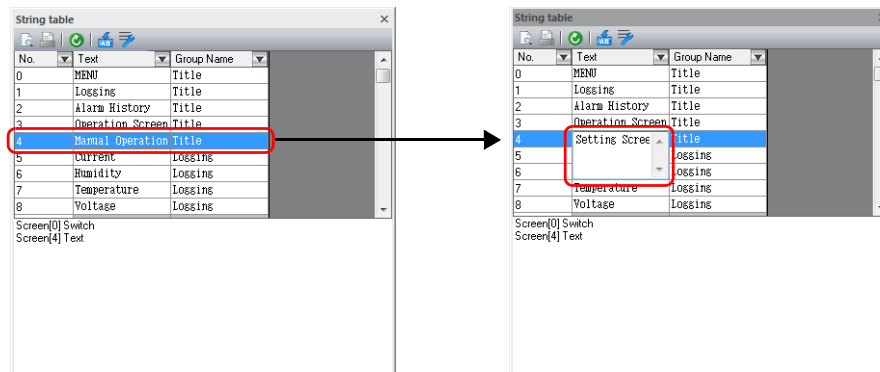 String table
No. Text Group Name
0 MENU Title
1 Logging Title
2 Alarm History Title
3 Operation Screen Title
4 Manual Operation Title
5 Current Logging
6 Humidity Logging
7 Temperature Logging
8 Voltage Logging
Screen[0] Switch
Screen[4] Text
String table
No. Text Group Name
0 MENU Title
1 Logging Title
2 Alarm History Title
3 Operation Screen Title
4 Setting Scree Title
5 Logging
6 Logging
7 Temperature Logging
8 Voltage Logging
Screen[0] Switch
Screen[4] Text